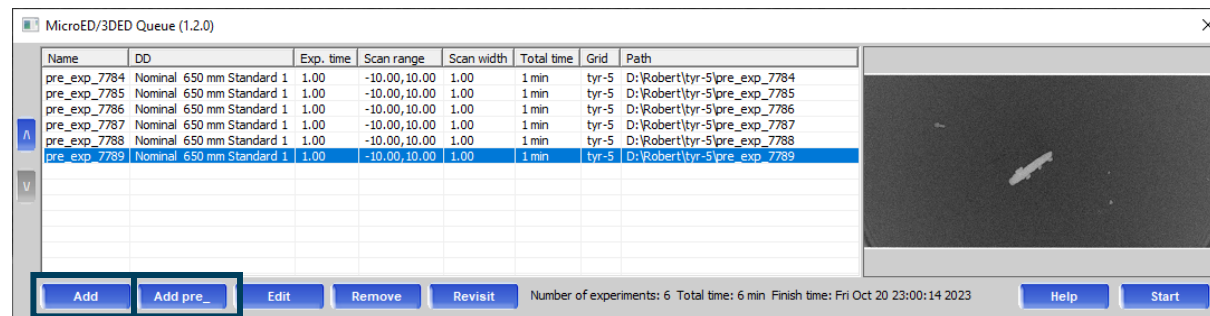 MicroED/3DED Queue (1.2.0)
Name DD Exp. time Scan range Scan width Total time Grid Path
pre_exp_7784 Nominal 650 mm Standard 1 1.00 -10.00,10.00 1.00 1 min tyr-5 D:\Robert\tyr-5\pre_exp_7784
pre_exp_7785 Nominal 650 mm Standard 1 1.00 -10.00,10.00 1.00 1 min tyr-5 D:\Robert\tyr-5\pre_exp_7785
pre_exp_7786 Nominal 650 mm Standard 1 1.00 -10.00,10.00 1.00 1 min tyr-5 D:\Robert\tyr-5\pre_exp_7786
pre_exp_7787 Nominal 650 mm Standard 1 1.00 -10.00,10.00 1.00 1 min tyr-5 D:\Robert\tyr-5\pre_exp_7787
pre_exp_7788 Nominal 650 mm Standard 1 1.00 -10.00,10.00 1.00 1 min tyr-5 D:\Robert\tyr-5\pre_exp_7788
pre_exp_7789 Nominal 650 mm Standard 1 1.00 -10.00,10.00 1.00 1 min tyr-5 D:\Robert\tyr-5\pre_exp_7789
Add Add pre_ Edit Remove Revisit Number of experiments: 6 Total time: 6 min Finish time: Fri Oct 20 23:00:14 2023 Help Start